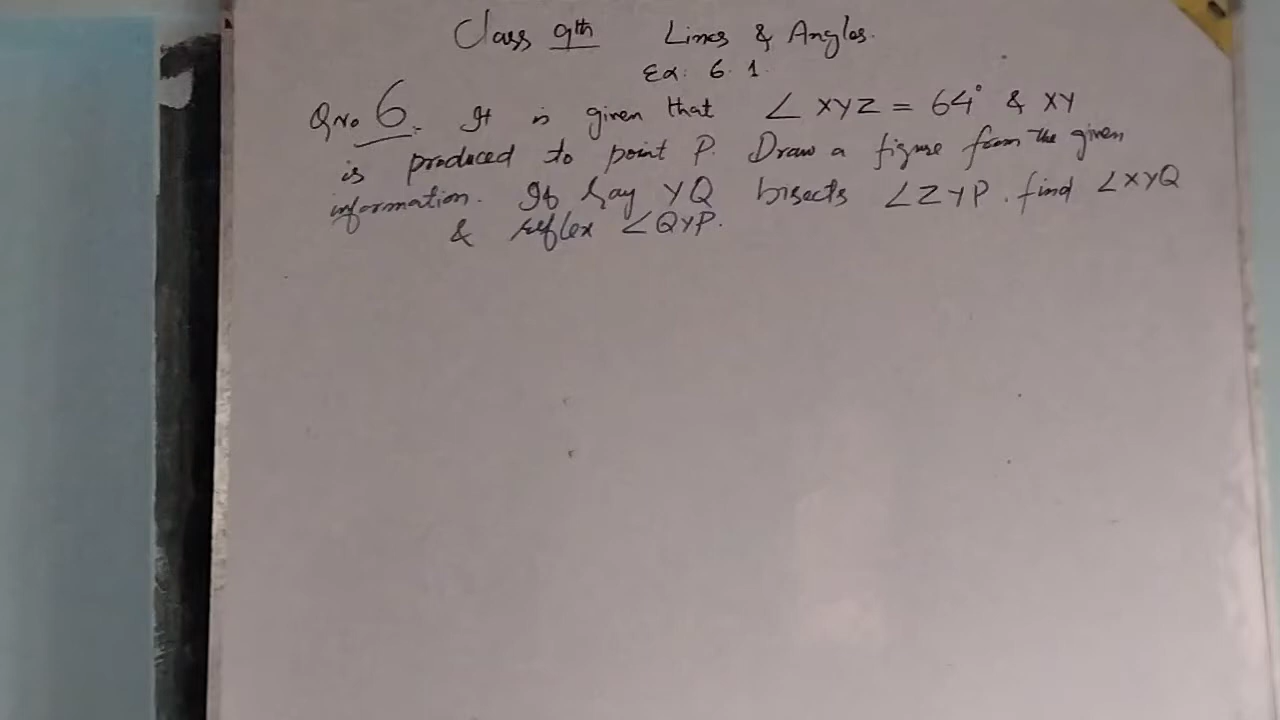 Class 9th Lines & Angles.
Ex. 6.1.
Q No 6. It is given that ∠XYZ = 64° & XY
is produced to point P. Draw a figure from the given
information. If Ray YQ bisects ∠ZYP. find ∠XYQ
& reflex ∠QYP.